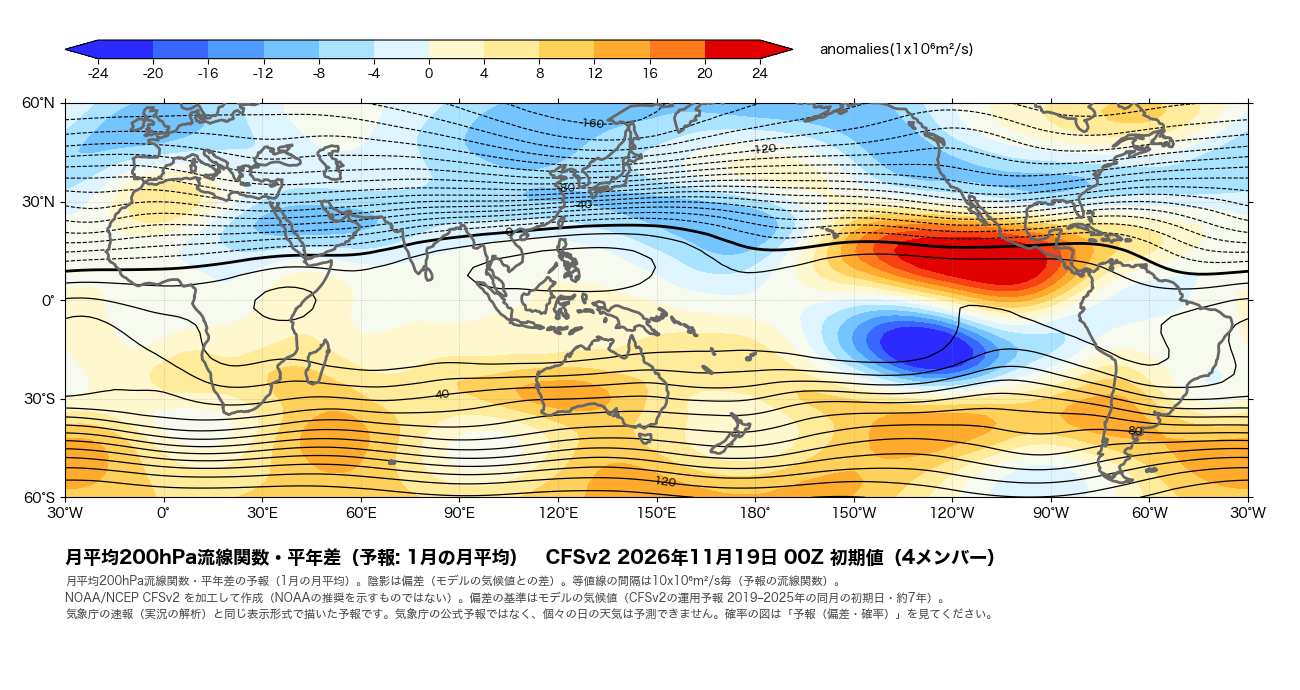 anomalies(1x10⁶m²/s)
-24 -20 -16 -12 -8 -4 0 4 8 12 16 20 24
60°N
30°N
0°
30°S
60°S
-160
-120
-80
-40
0
40
80
120
30°W 0° 30°E 60°E 90°E 120°E 150°E 180° 150°W 120°W 90°W 60°W 30°W
月平均200hPa流線関数・平年差（予報: 1月の月平均） CFSv2 2026年11月19日 00Z 初期値（4メンバー）
月平均200hPa流線関数・平年差の予報（1月の月平均）。陰影は偏差（モデルの気候値との差）。等値線の間隔は10x10⁶m²/s毎（予報の流線関数）。
NOAA/NCEP CFSv2 を加工して作成（NOAAの推奨を示すものではない）。偏差の基準はモデルの気候値（CFSv2の運用予報 2019–2025年の同月の初期日・約7年）。
気象庁の速報（実況の解析）と同じ表示形式で描いた予報です。気象庁の公式予報ではなく、個々の日の天気は予測できません。確率の図は「予報（偏差・確率）」を見てください。